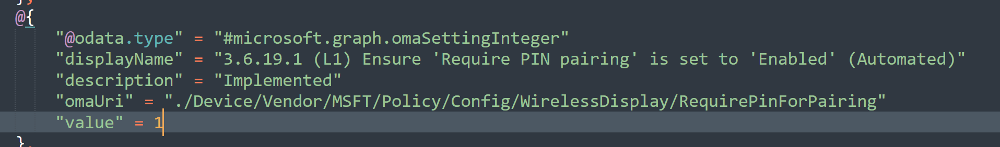 };
@{
"@odata.type" = "#microsoft.graph.omaSettingInteger"
"displayName" = "3.6.19.1 (L1) Ensure 'Require PIN pairing' is set to 'Enabled' (Automated)"
"description" = "Implemented"
"omaUri" = "./Device/Vendor/MSFT/Policy/Config/WirelessDisplay/RequirePinForPairing"
"value" = 1
}